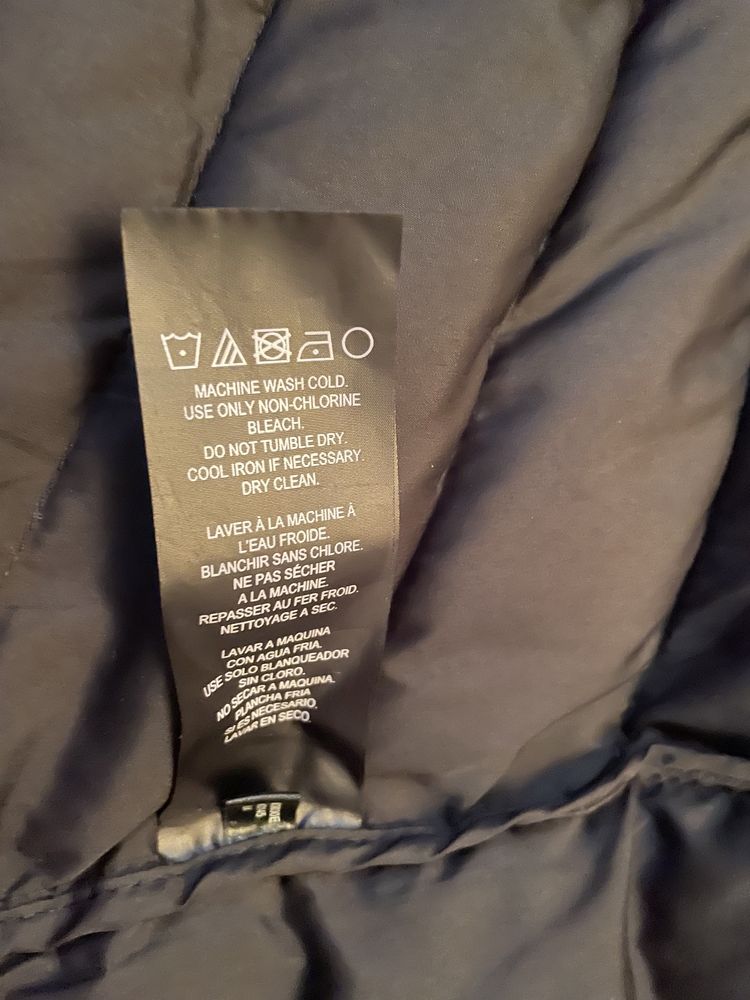 MACHINE WASH COLD.
USE ONLY NON-CHLORINE
BLEACH.
DO NOT TUMBLE DRY.
COOL IRON IF NECESSARY.
DRY CLEAN.
LAVER À LA MACHINE À
L'EAU FROIDE.
BLANCHIR SANS CHLORE.
NE PAS SÉCHER
A LA MACHINE.
REPASSER AU FER FROID.
NETTOYAGE A SEC.
LAVAR A MAQUINA
CON AGUA FRIA.
USE SOLO BLANQUEADOR
SIN CLORO.
NO SECAR A MAQUINA.
PLANCHA FRIA
SI ES NECESARIO.
LAVAR EN SECO.